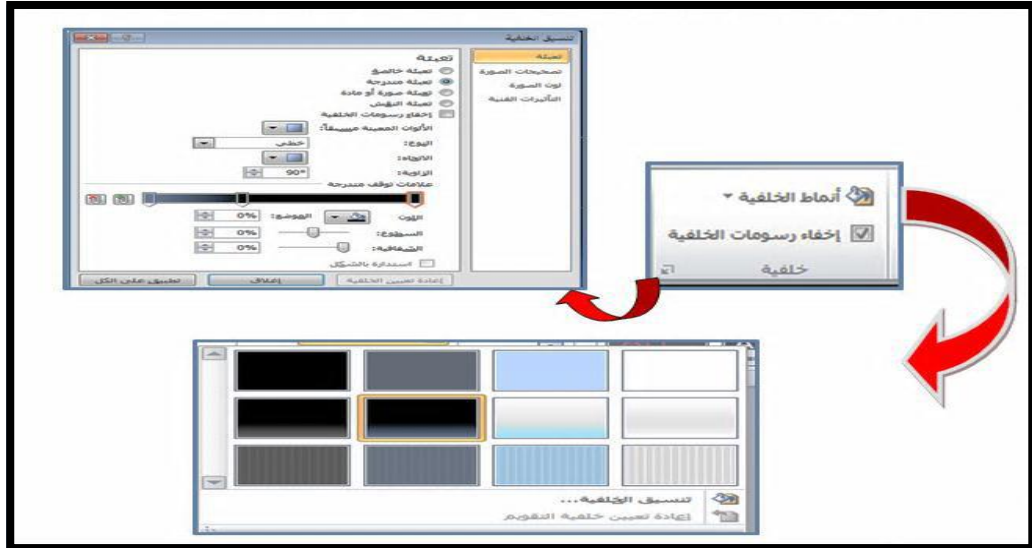 تنسيق الخلفية
تعبئة
تصحيحات الصورة
لون الصورة
التأثيرات الفنية
تعبئة
تعبئة خالصة
تعبئة متدرجة
تعبئة صورة أو مادة
تعبئة النقش
إخفاء رسومات الخلفية
الألوان المعينة مسبقاً:
النوع: خطي
الاتجاه:
الزاوية: 90°
علامات توقف متدرجة
اللون الموضع: 0%
السطوع: 0%
الشفافية: 0%
استدارة بالشكل
إعادة تعيين الخلفية إغلاق تطبيق على الكل
أنماط الخلفية
إخفاء رسومات الخلفية
خلفية
تنسيق الخلفية...
إعادة تعيين خلفية التقويم